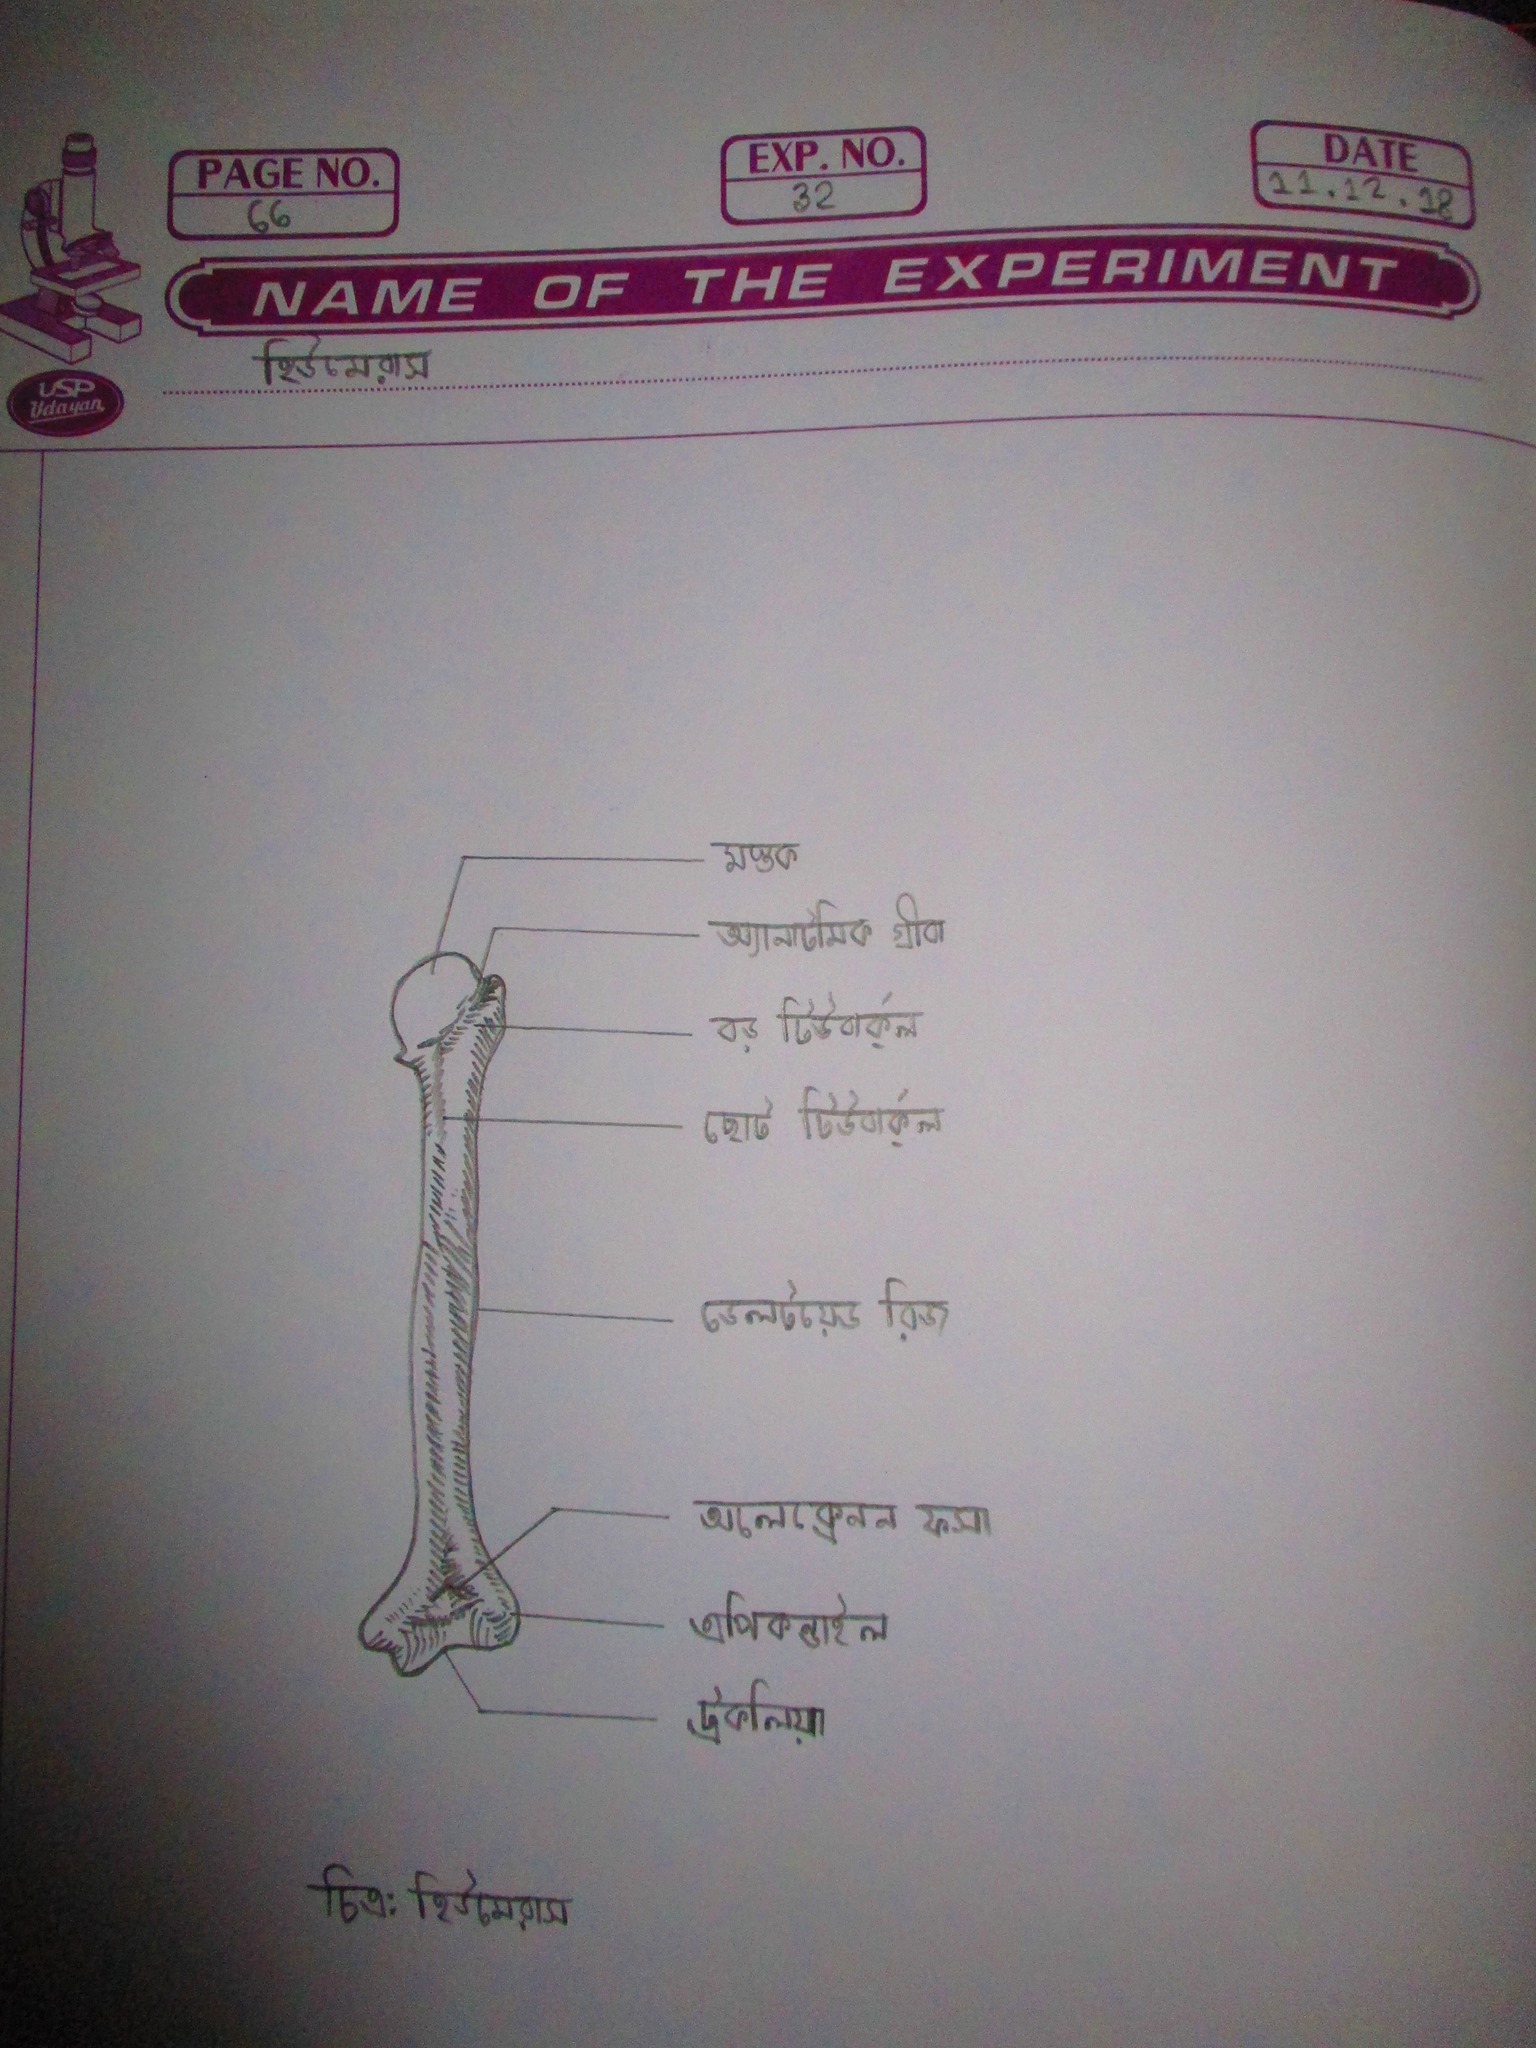 PAGE NO.
66
EXP. NO.
32
DATE
11.12.18
NAME OF THE EXPERIMENT
USP
Udayan
হিউমেরাস
মস্তক
অ্যানাটমিক গ্রীবা
বড় টিউবার্কল
ছোট টিউবার্কল
ডেলটয়েড রিজ
অলেক্রেনন ফসা
এপিকন্ডাইল
ট্রকলিয়া
চিত্র: হিউমেরাস